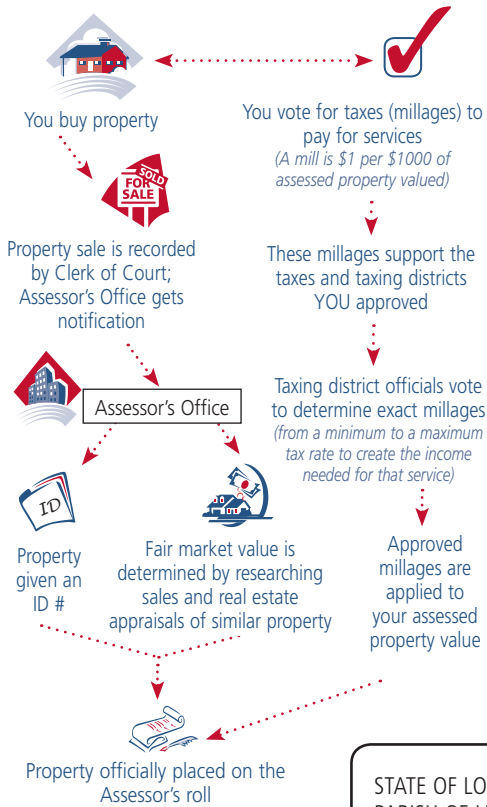 You buy property
You vote for taxes (millages) to
pay for services
(A mill is $1 per $1000 of
assessed property valued)
SOLD
FOR
SALE
Property sale is recorded
by Clerk of Court;
Assessor's Office gets
notification
These millages support the
taxes and taxing districts
YOU approved
Assessor's Office
Taxing district officials vote
to determine exact millages
(from a minimum to a maximum
tax rate to create the income
needed for that service)
ID
Property
given an
ID #
Fair market value is
determined by researching
sales and real estate
appraisals of similar property
Approved
millages are
applied to
your assessed
property value
Property officially placed on the
Assessor's roll
STATE OF LO